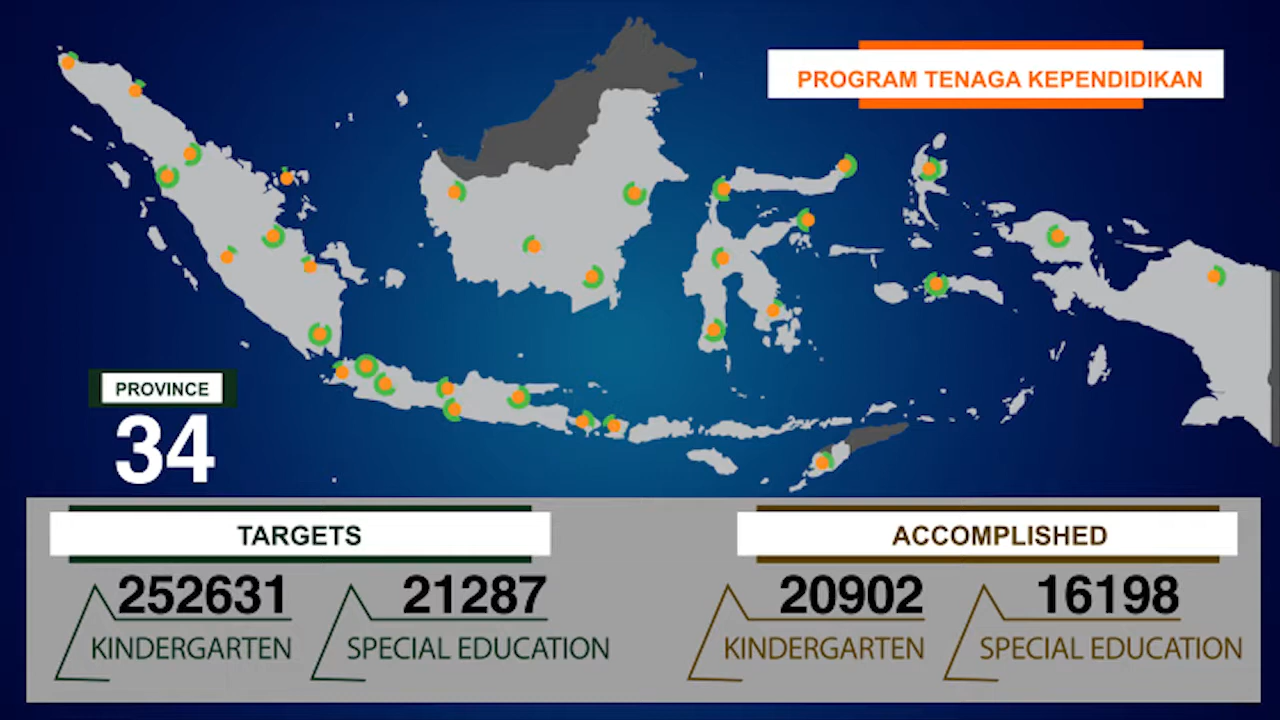 PROGRAM TENAGA KEPENDIDIKAN
PROVINCE
34
TARGETS
252631
KINDERGARTEN
21287
SPECIAL EDUCATION
ACCOMPLISHED
20902
KINDERGARTEN
16198
SPECIAL EDUCATION